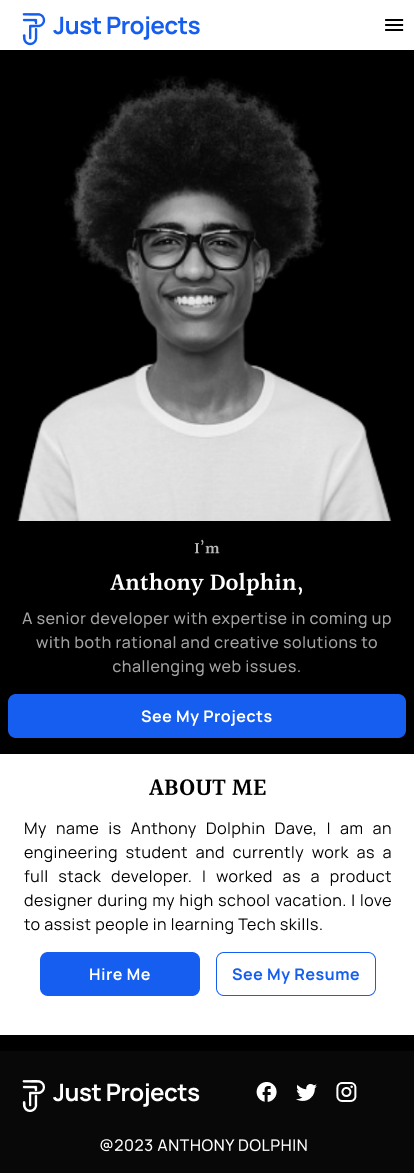 Just Projects
I'm
Anthony Dolphin,
A senior developer with expertise in coming up
with both rational and creative solutions to
challenging web issues.
See My Projects
ABOUT ME
My name is Anthony Dolphin Dave, I am an
engineering student and currently work as a
full stack developer. I worked as a product
designer during my high school vacation. I love
to assist people in learning Tech skills.
Hire Me
See My Resume
Just Projects
@2023 ANTHONY DOLPHIN